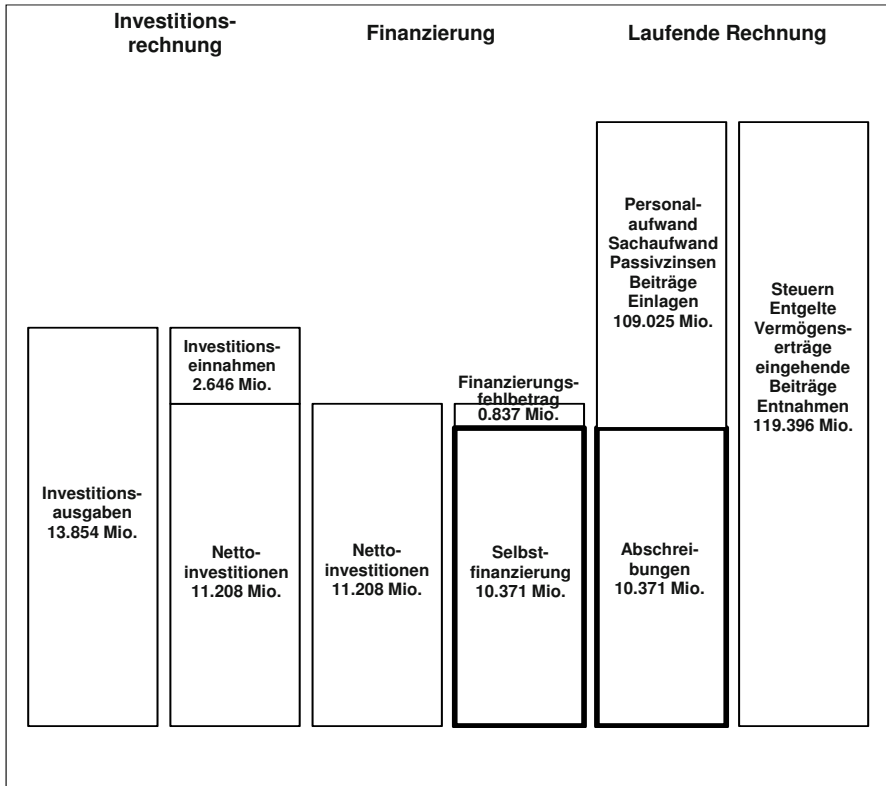 Investitions-
rechnung
Finanzierung
Laufende Rechnung
Investitions-
ausgaben
13.854 Mio.
Investitions-
einnahmen
2.646 Mio.
Netto-
investitionen
11.208 Mio.
Netto-
investitionen
11.208 Mio.
Finanzierungs-
fehlbetrag
0.837 Mio.
Selbst-
finanzierung
10.371 Mio.
Personal-
aufwand
Sachaufwand
Passivzinsen
Beiträge
Einlagen
109.025 Mio.
Abschrei-
bungen
10.371 Mio.
Steuern
Entgelte
Vermögens-
erträge
eingehende
Beiträge
Entnahmen
119.396 Mio.